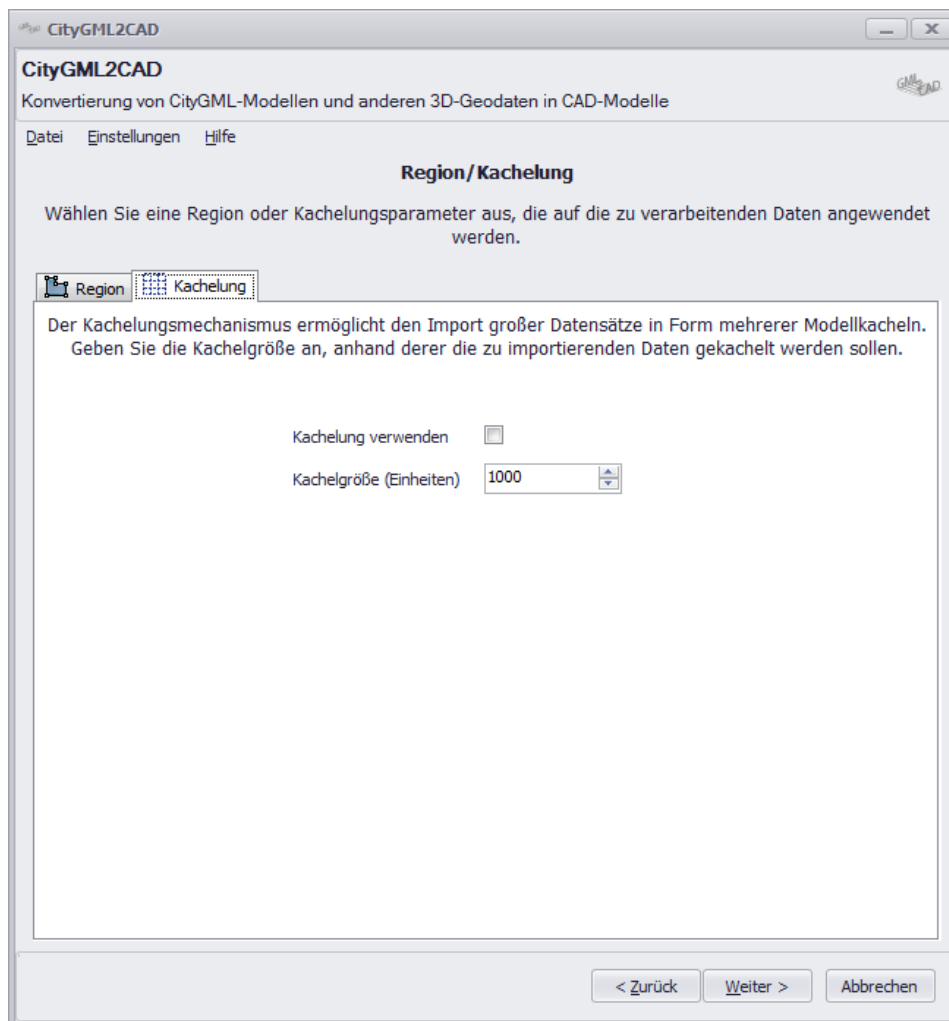 CityGML2CAD
CityGML2CAD
Konvertierung von CityGML-Modellen und anderen 3D-Geodaten in CAD-Modelle
Datei Einstellungen Hilfe
Region/Kachelung
Wählen Sie eine Region oder Kachelungsparameter aus, die auf die zu verarbeitenden Daten angewendet
werden.
Region Kachelung
Der Kachelungsmechanismus ermöglicht den Import großer Datensätze in Form mehrerer Modellkacheln.
Geben Sie die Kachelgröße an, anhand derer die zu importierenden Daten gekachelt werden sollen.
Kachelung verwenden
Kachelgröße (Einheiten) 1000
< Zurück Weiter > Abbrechen